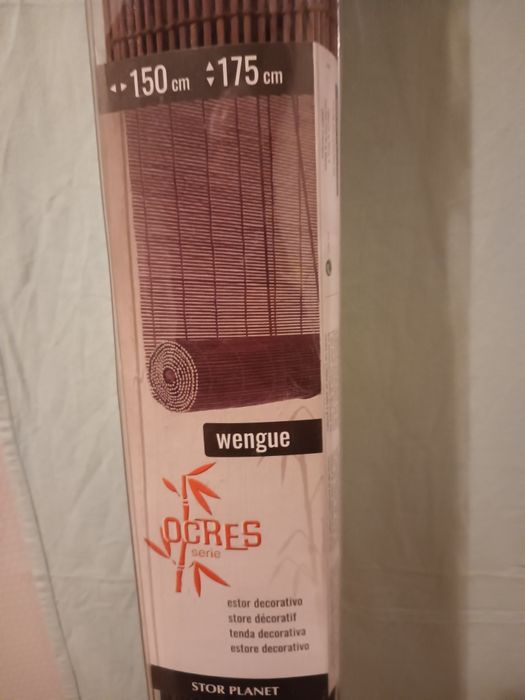 150 cm 175 cm
wengue
OCRES
serie
estor decorativo
store décoratif
tenda decorativa
estore decorativo
STOR PLANET